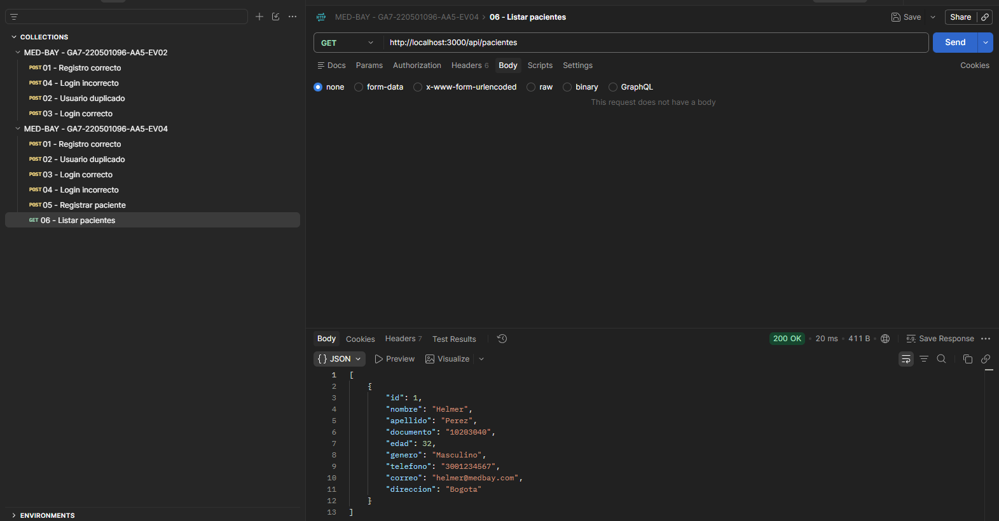 COLLECTIONS
MED-BAY - GA7-220501096-AA5-EV02
POST 01 - Registro correcto
POST 04 - Login incorrecto
POST 02 - Usuario duplicado
POST 03 - Login correcto
MED-BAY - GA7-220501096-AA5-EV04
POST 01 - Registro correcto
POST 02 - Usuario duplicado
POST 03 - Login correcto
POST 04 - Login incorrecto
POST 05 - Registrar paciente
GET 06 - Listar pacientes
ENVIRONMENTS
HTTP MED-BAY - GA7-220501096-AA5-EV04 > 06 - Listar pacientes
Save Share
GET http://localhost:3000/api/pacientes Send
Docs Params Authorization Headers 6 Body Scripts Settings Cookies
none form-data x-www-form-urlencoded raw binary GraphQL
This request does not have a body
Body Cookies Headers 7 Test Results 200 OK • 20 ms • 411 B • e.g. Save Response
{} JSON Preview Visualize
1 [
2 {
3 "id": 1,
4 "nombre": "Helmer",
5 "apellido": "Perez",
6 "documento": "10203040",
7 "edad": 32,
8 "genero": "Masculino",
9 "telefono": "3001234567",
10 "correo": "helmer@medbay.com",
11 "direccion": "Bogota"
12 }
13 ]